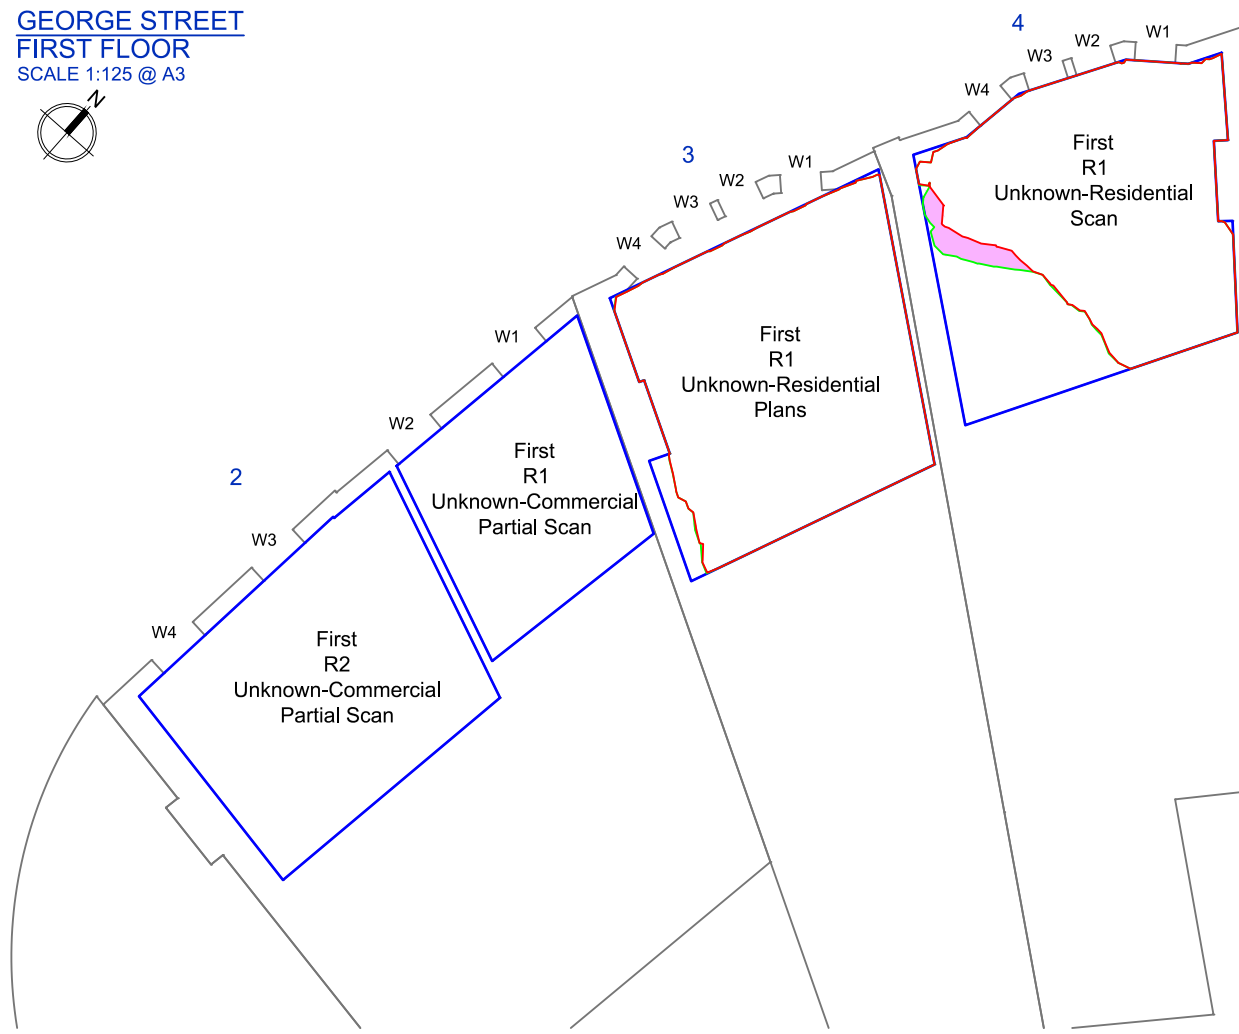 GEORGE STREET
FIRST FLOOR
SCALE 1:125 @ A3
N
4
W1
W2
W3
W4
First
R1
Unknown-Residential
Scan
3
W1
W2
W3
W4
First
R1
Unknown-Residential
Plans
2
W1
W2
W3
W4
First
R1
Unknown-Commercial
Partial Scan
First
R2
Unknown-Commercial
Partial Scan